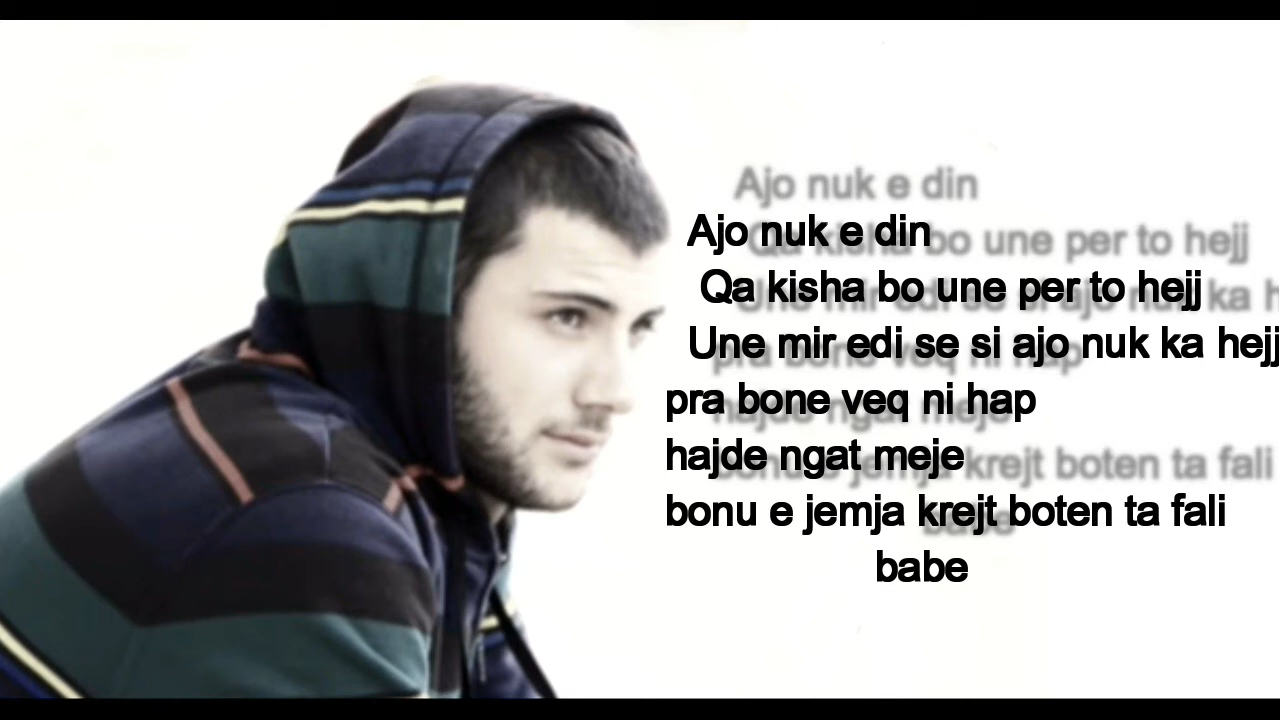 Ajo nuk e din
Qa kisha bo une per to hejj
Une mir edi se si ajo nuk ka hejj
pra bone veq ni hap
hajde ngat meje
bonu e jemja krejt boten ta fali
babe